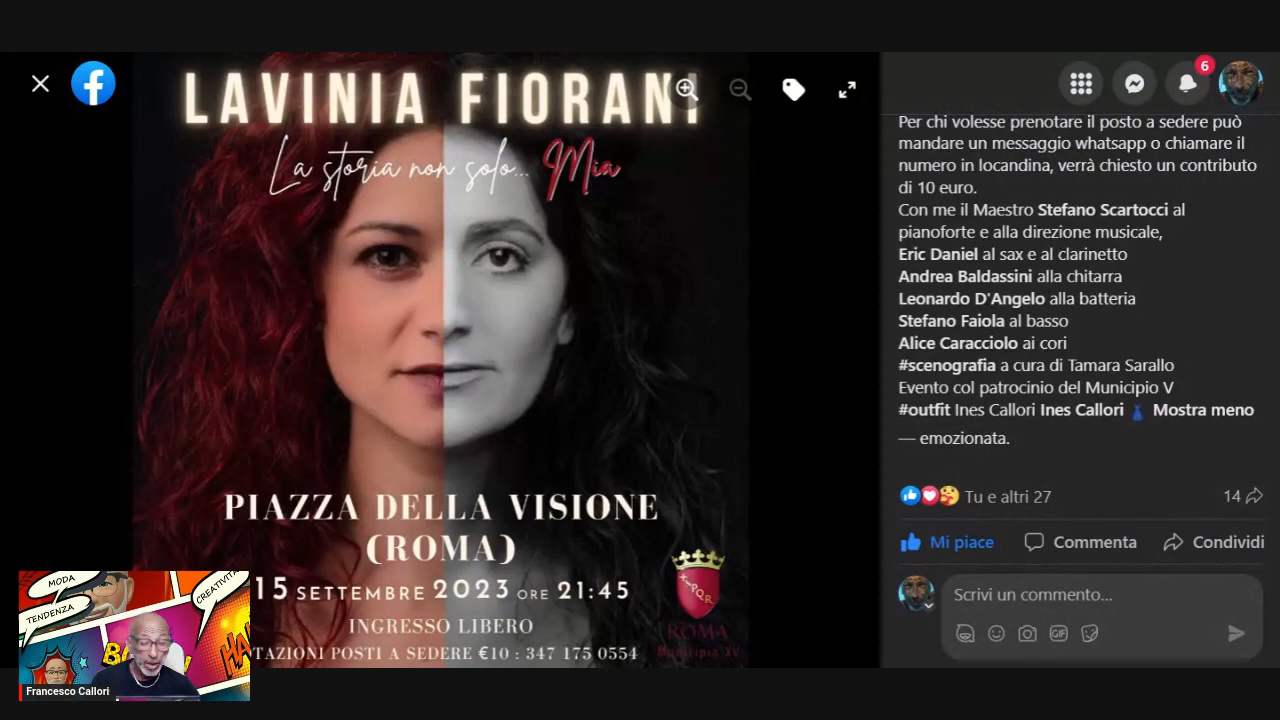 LAVINIA FIORANI
La storia non solo... Mia
PIAZZA DELLA VISIONE
(ROMA)
15 SETTEMBRE 2023 ORE 21:45
INGRESSO LIBERO
TAZIONI POSTI A SEDERE €10 : 347 175 0554
S.P.Q.R.
ROMA
Municipio XV
6
Per chi volesse prenotare il posto a sedere può
mandare un messaggio whatsapp o chiamare il
numero in locandina, verrà chiesto un contributo
di 10 euro.
Con me il Maestro Stefano Scartocci al
pianoforte e alla direzione musicale,
Eric Daniel al sax e al clarinetto
Andrea Baldassini alla chitarra
Leonardo D'Angelo alla batteria
Stefano Faiola al basso
Alice Caracciolo ai cori
#scenografia a cura di Tamara Sarallo
Evento col patrocinio del Municipio V
#outfit Ines Callori Ines Callori Mostra meno
— emozionata.
Tu e altri 27
14
Mi piace
Commenta
Condividi
Scrivi un commento...
GIF
MODA
TENDENZA
CREATIVITA
Francesco Callori